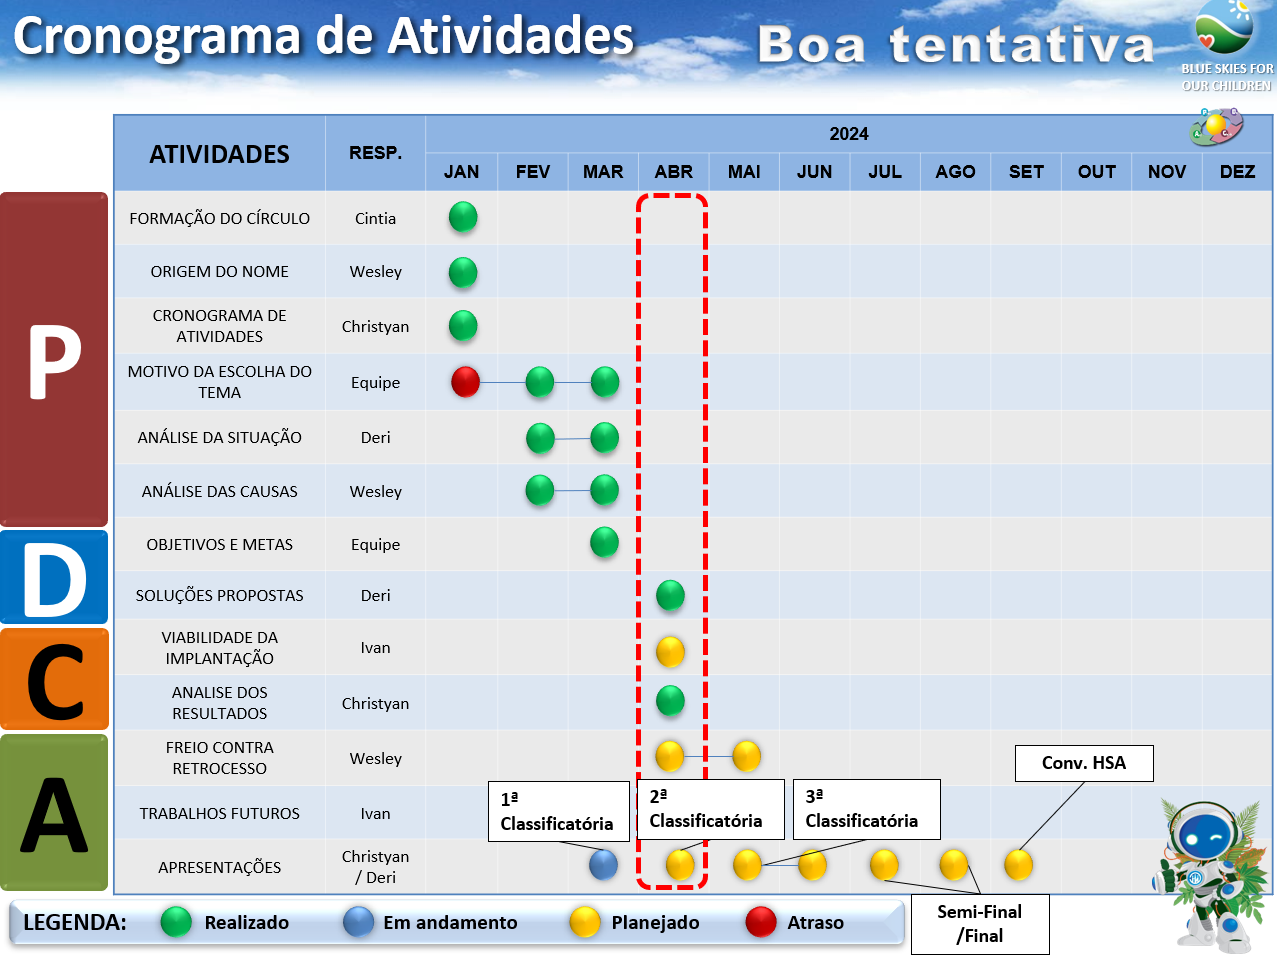 Cronograma de Atividades
Boa tentativa
BLUE SKIES FOR
OUR CHILDREN
ATIVIDADES
RESP.
2024
JAN FEV MAR ABR MAI JUN JUL AGO SET OUT NOV DEZ
P
FORMAÇÃO DO CÍRCULO Cintia
ORIGEM DO NOME Wesley
CRONOGRAMA DE
ATIVIDADES
Christyan
MOTIVO DA ESCOLHA DO
TEMA
Equipe
ANÁLISE DA SITUAÇÃO Deri
ANÁLISE DAS CAUSAS Wesley
OBJETIVOS E METAS Equipe
D
SOLUÇÕES PROPOSTAS Deri
C
VIABILIDADE DA
IMPLANTAÇÃO
Ivan
ANALISE DOS
RESULTADOS
Christyan
A
FREIO CONTRA
RETROCESSO
Wesley
TRABALHOS FUTUROS Ivan
APRESENTAÇÕES
Christyan
/ Deri
1ª
Classificatória
2ª
Classificatória
3ª
Classificatória
Conv. HSA
Semi-Final
/Final
LEGENDA: Realizado Em andamento Planejado Atraso